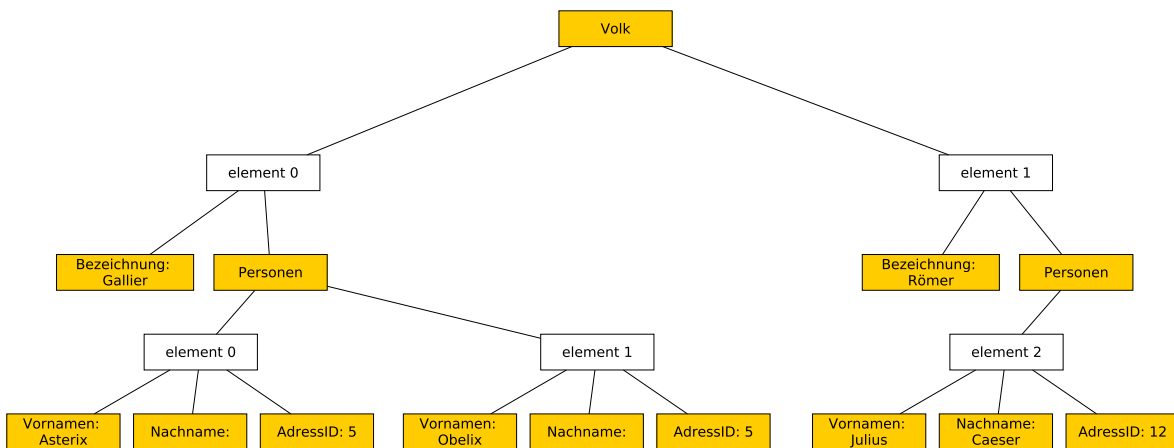 Volk
element 0
element 1
Bezeichnung:
Gallier
Personen
Bezeichnung:
Römer
Personen
element 0
element 1
element 2
Vornamen:
Asterix
Nachname:
AdressID: 5
Vornamen:
Obelix
Nachname:
AdressID: 5
Vornamen:
Julius
Nachname:
Caeser
AdressID: 12